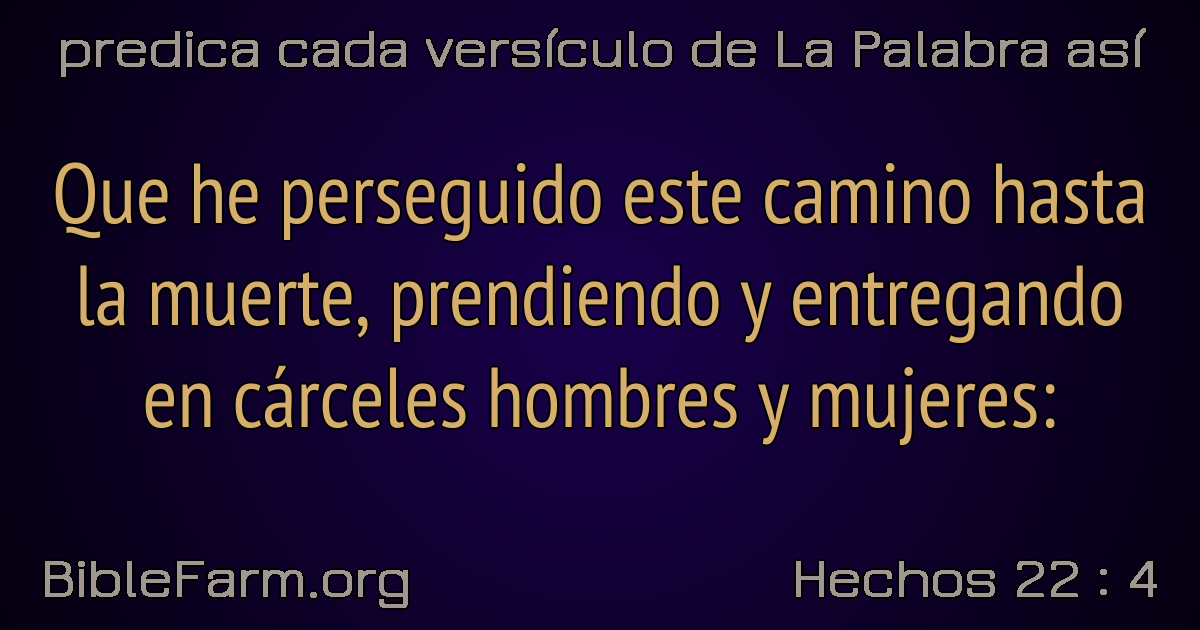 predica cada versículo de La Palabra así
Que he perseguido este camino hasta
la muerte, prendiendo y entregando
en cárceles hombres y mujeres:
BibleFarm.org
Hechos 22 : 4